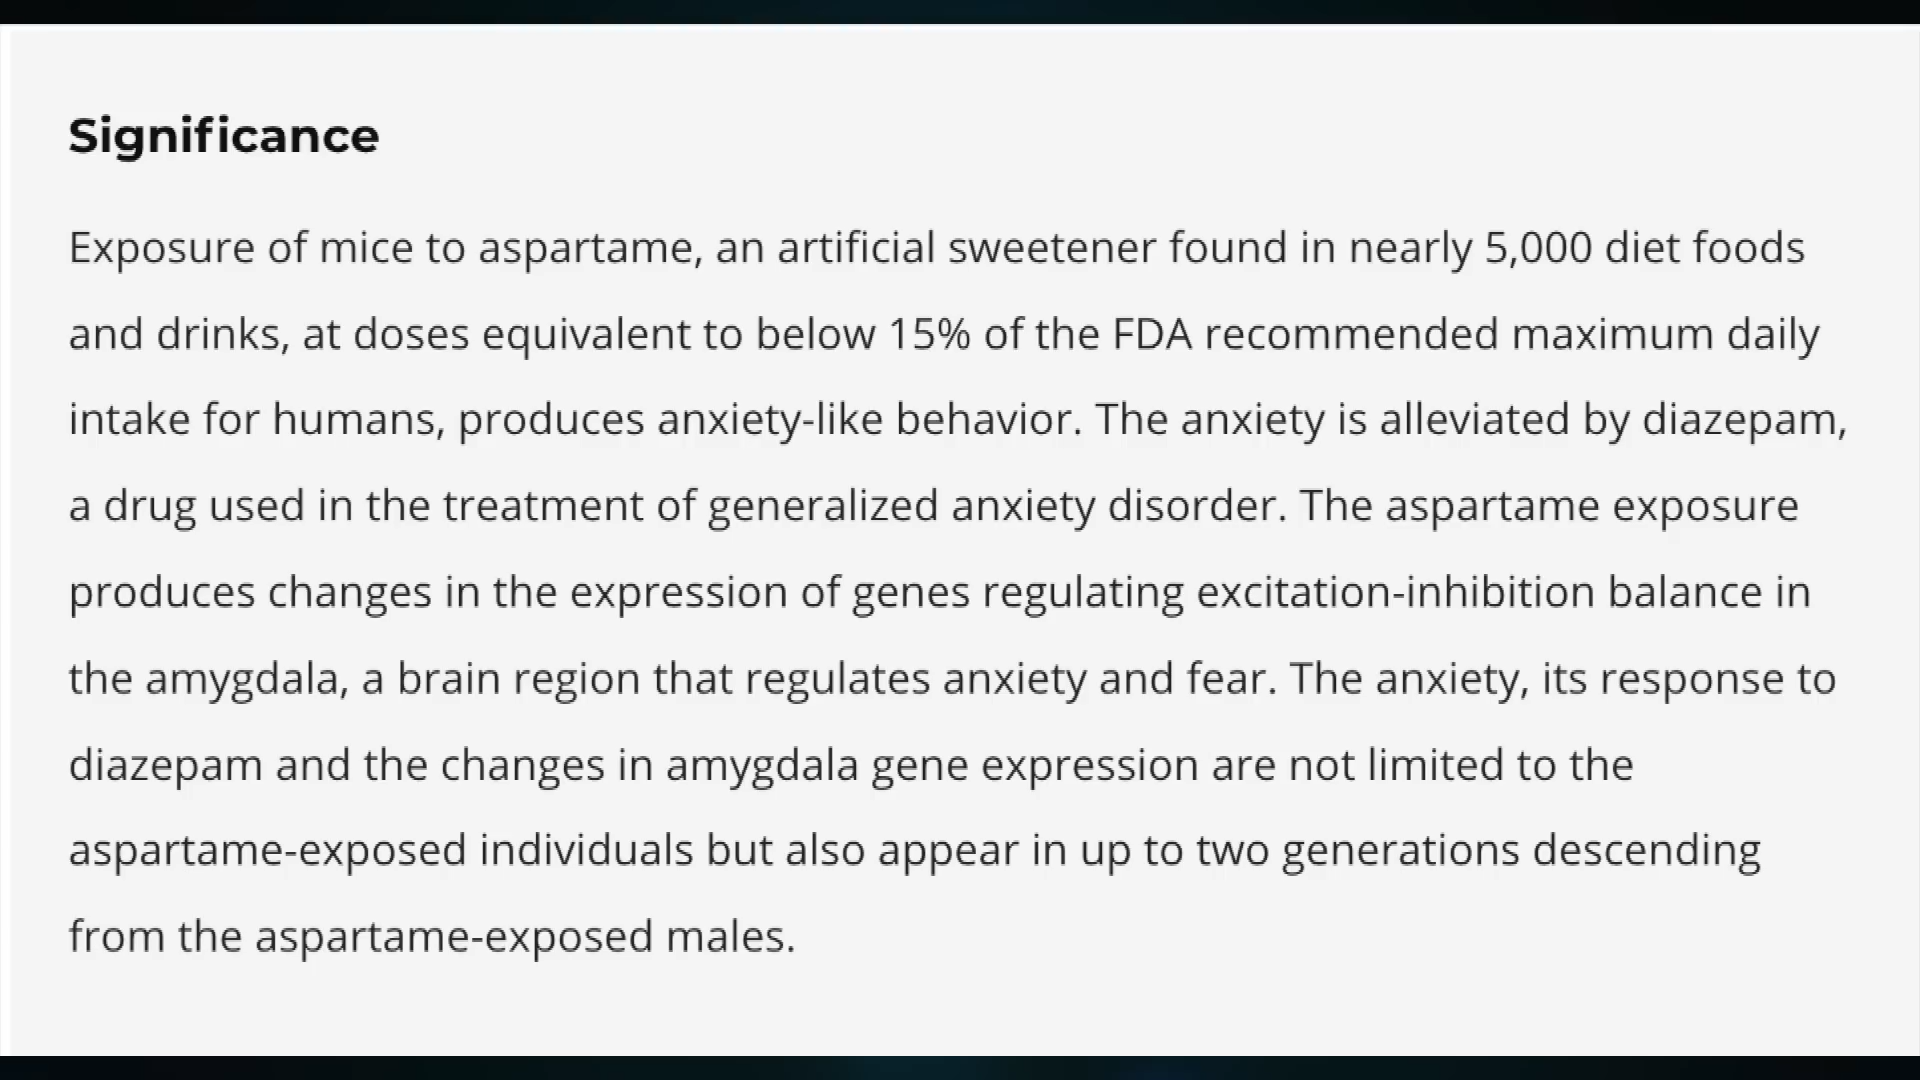 Significance
Exposure of mice to aspartame, an artificial sweetener found in nearly 5,000 diet foods
and drinks, at doses equivalent to below 15% of the FDA recommended maximum daily
intake for humans, produces anxiety-like behavior. The anxiety is alleviated by diazepam,
a drug used in the treatment of generalized anxiety disorder. The aspartame exposure
produces changes in the expression of genes regulating excitation-inhibition balance in
the amygdala, a brain region that regulates anxiety and fear. The anxiety, its response to
diazepam and the changes in amygdala gene expression are not limited to the
aspartame-exposed individuals but also appear in up to two generations descending
from the aspartame-exposed males.